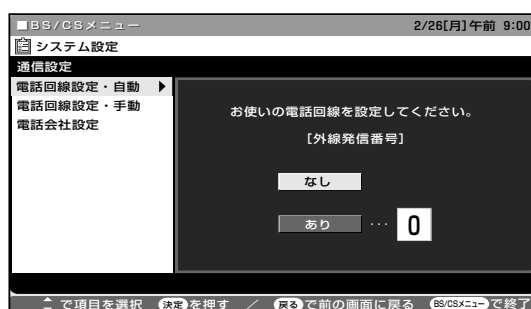 ■BS/CSメニュー 2/26[月]午前 9:00
システム設定
通信設定
電話回線設定・自動 ▶
電話回線設定・手動
電話会社設定
お使いの電話回線を設定してください。
[外線発信番号]
なし
あり … 0
で項目を選択 決定を押す / 戻るで前の画面に戻る BS/CSメニューで終了